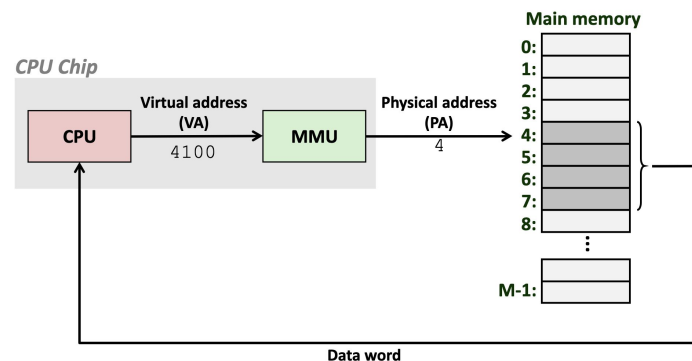 Main memory
0:
CPU Chip
1:
Virtual address
(VA)
Physical address
(PA)
2:
3:
CPU
MMU
4:
4100
4
5:
6:
7:
8:
M-1:
Data word